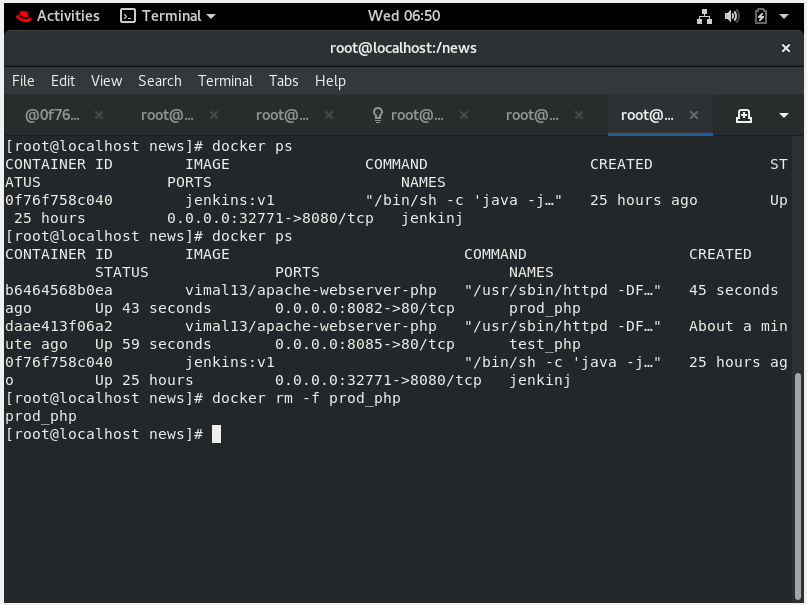 Activities Terminal Wed 06:50
root@localhost:/news ×
File Edit View Search Terminal Tabs Help
@0f76... × root@... × root@... × root@... × root@... × root@... ×
[root@localhost news]# docker ps
CONTAINER ID        IMAGE               COMMAND                  CREATED             ST
ATUS              PORTS                     NAMES
0f76f758c040        jenkins:v1          "/bin/sh -c 'java -j…"   25 hours ago        Up
 25 hours         0.0.0.0:32771->8080/tcp   jenkinj
[root@localhost news]# docker ps
CONTAINER ID        IMAGE                          COMMAND                  CREATED
          STATUS              PORTS                     NAMES
b6464568b0ea        vimal13/apache-webserver-php   "/usr/sbin/httpd -DF…"   45 seconds
ago       Up 43 seconds       0.0.0.0:8082->80/tcp      prod_php
daae413f06a2        vimal13/apache-webserver-php   "/usr/sbin/httpd -DF…"   About a min
ute ago   Up 59 seconds       0.0.0.0:8085->80/tcp      test_php
0f76f758c040        jenkins:v1                     "/bin/sh -c 'java -j…"   25 hours ag
o         Up 25 hours         0.0.0.0:32771->8080/tcp   jenkinj
[root@localhost news]# docker rm -f prod_php
prod_php
[root@localhost news]#